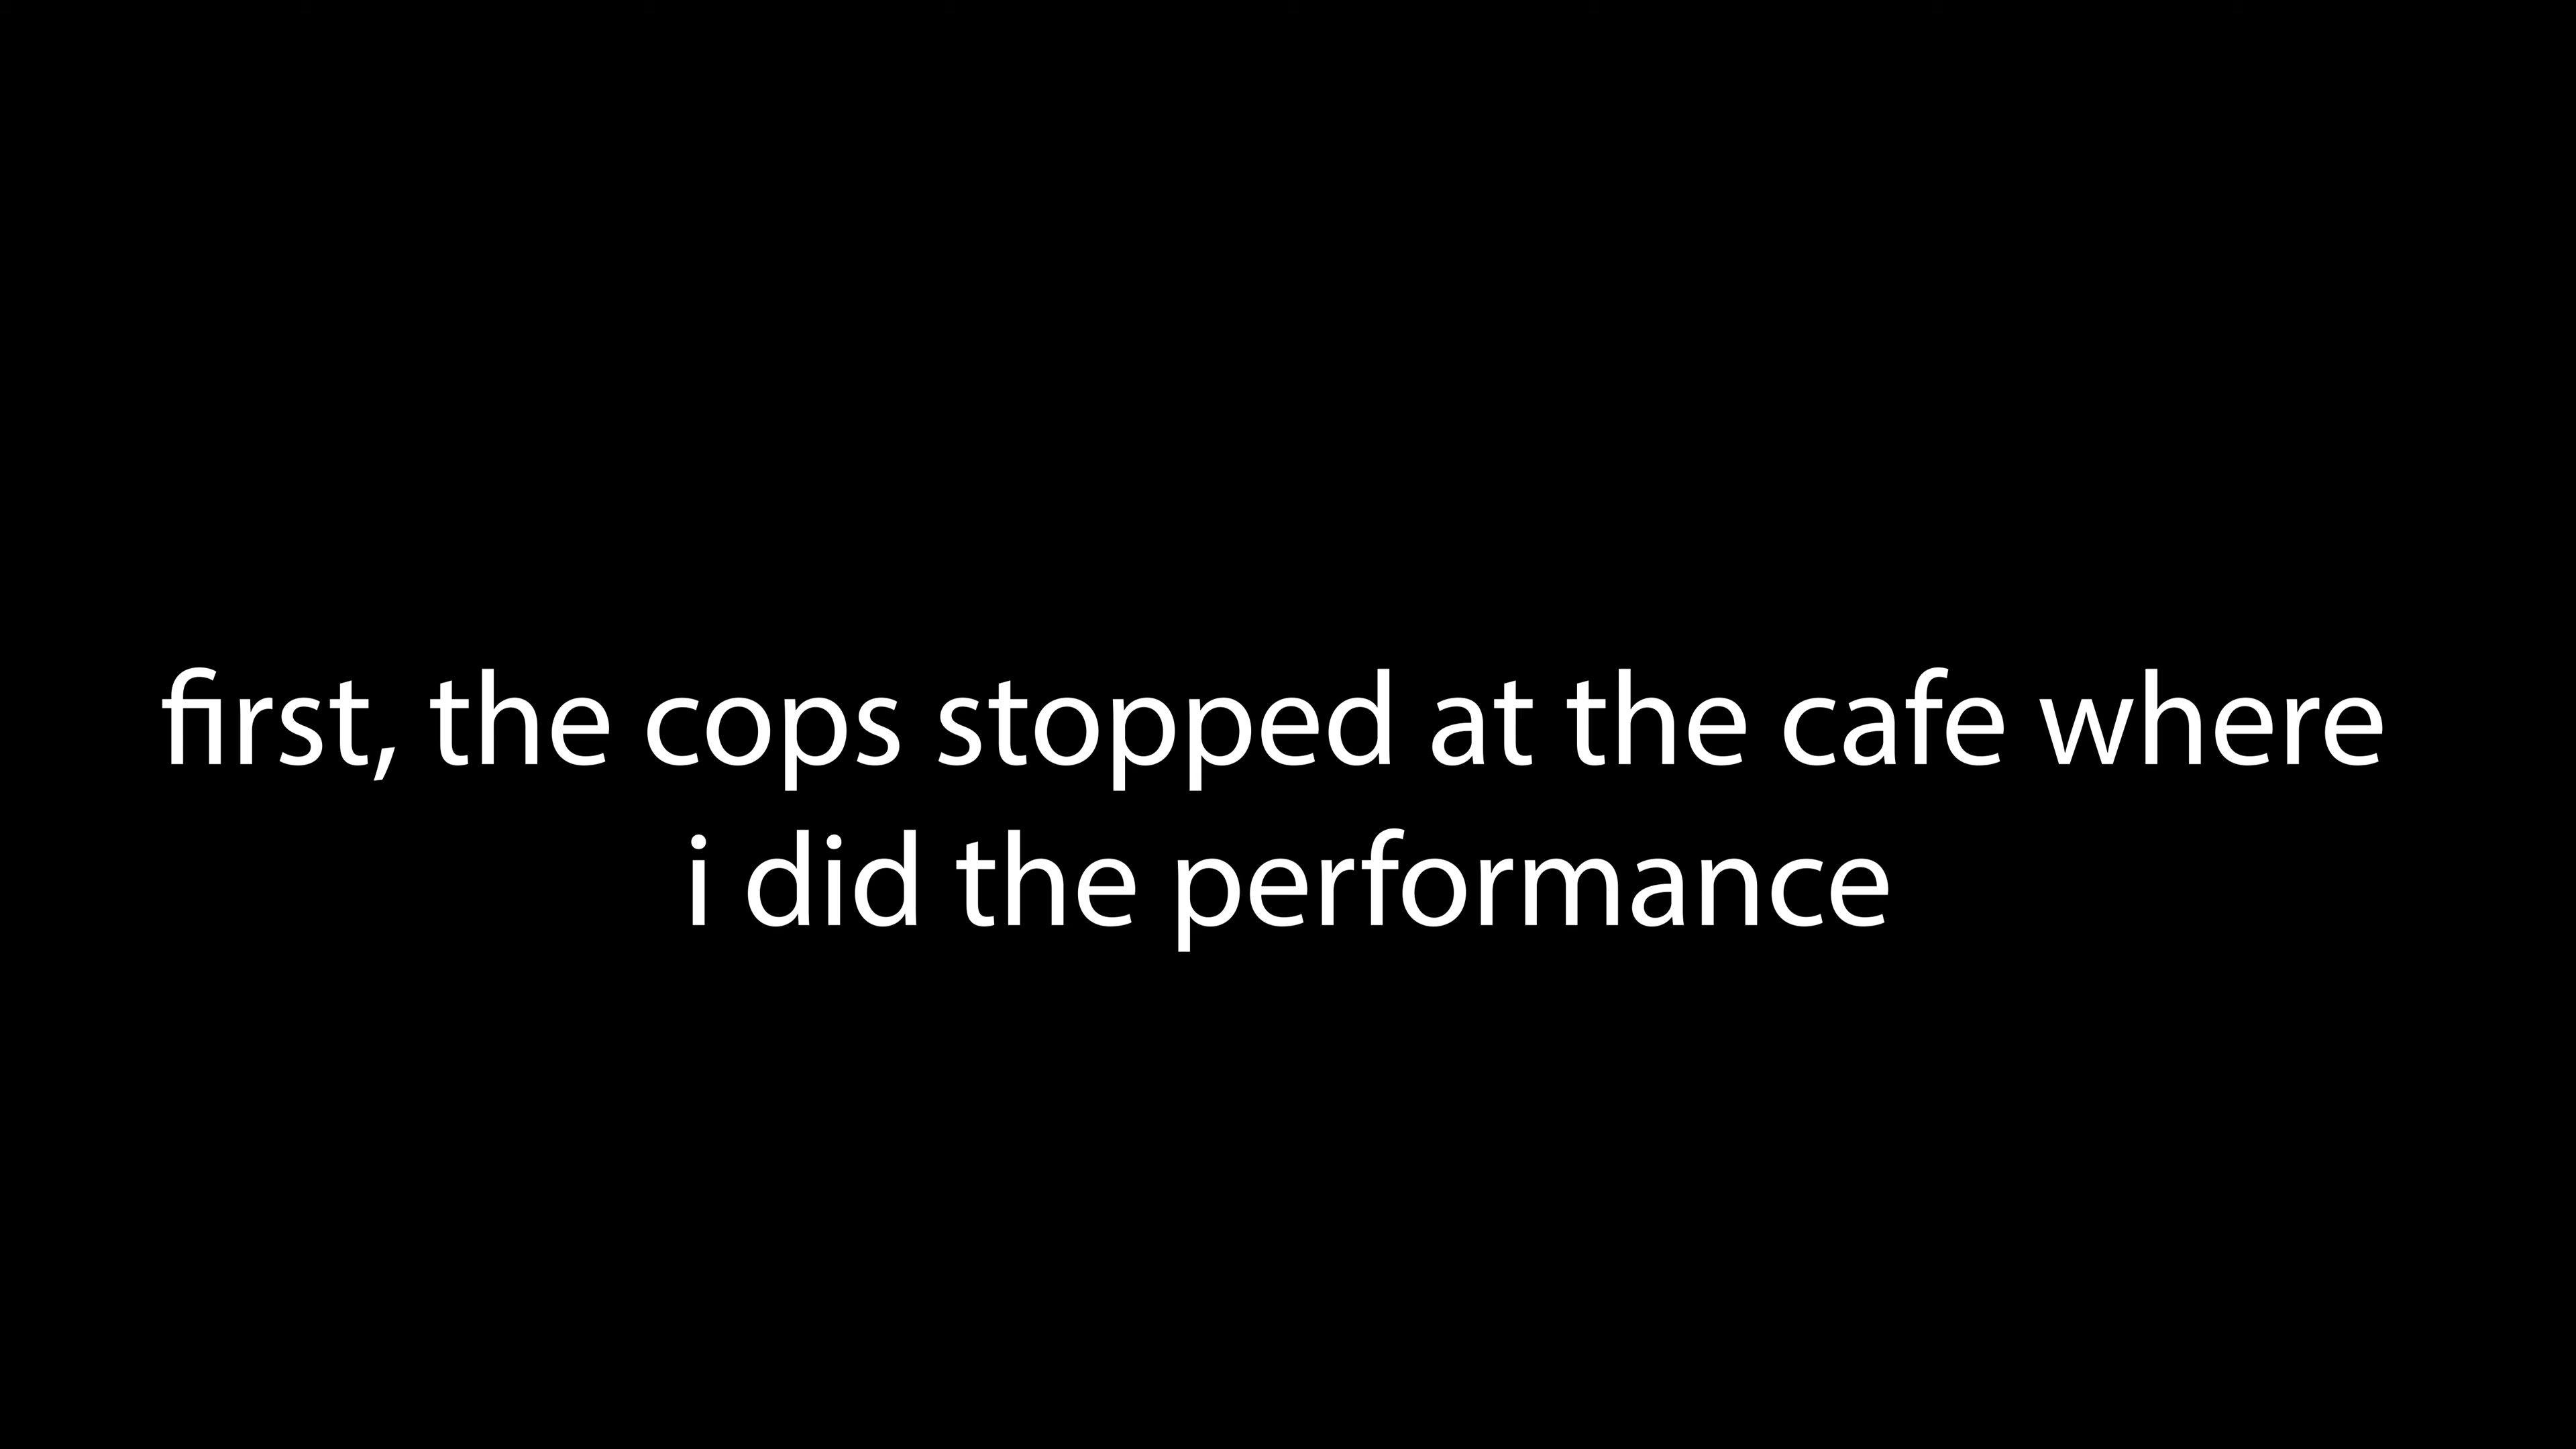 first, the cops stopped at the cafe where
i did the performance